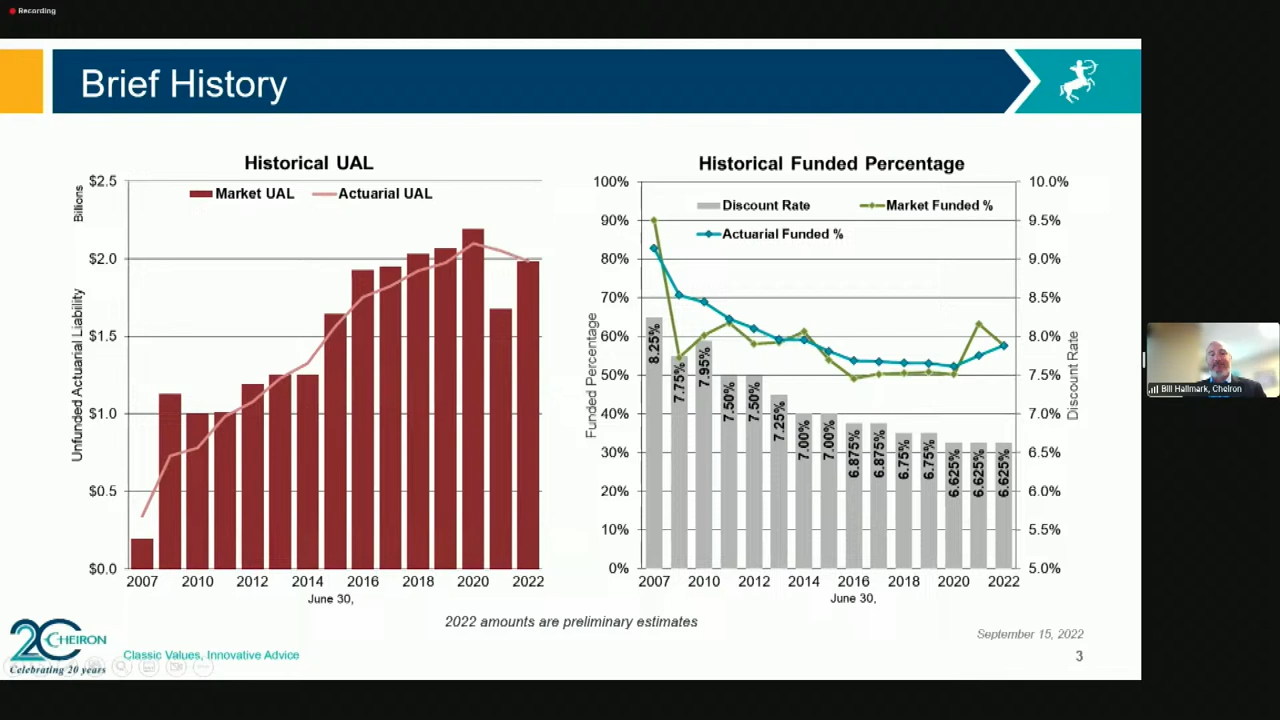 Recording
Brief History
Historical UAL
Billions
Unfunded Actuarial Liability
$2.5
$2.0
$1.5
$1.0
$0.5
$0.0
Market UAL
Actuarial UAL
2007 2010 2012 2014 2016 2018 2020 2022
June 30,
Historical Funded Percentage
Funded Percentage
100%
90%
80%
70%
60%
50%
40%
30%
20%
10%
0%
Discount Rate
Market Funded %
Actuarial Funded %
8.25%
7.75%
7.95%
7.50%
7.50%
7.25%
7.00%
7.00%
6.875%
6.875%
6.75%
6.75%
6.625%
6.625%
6.625%
10.0%
9.5%
9.0%
8.5%
8.0%
7.5%
7.0%
6.5%
6.0%
5.5%
5.0%
Discount Rate
2007 2010 2012 2014 2016 2018 2020 2022
June 30,
Bill Hallmark, Cheiron
2022 amounts are preliminary estimates
September 15, 2022
3
20 CHEIRON
Celebrating 20 years
Classic Values, Innovative Advice